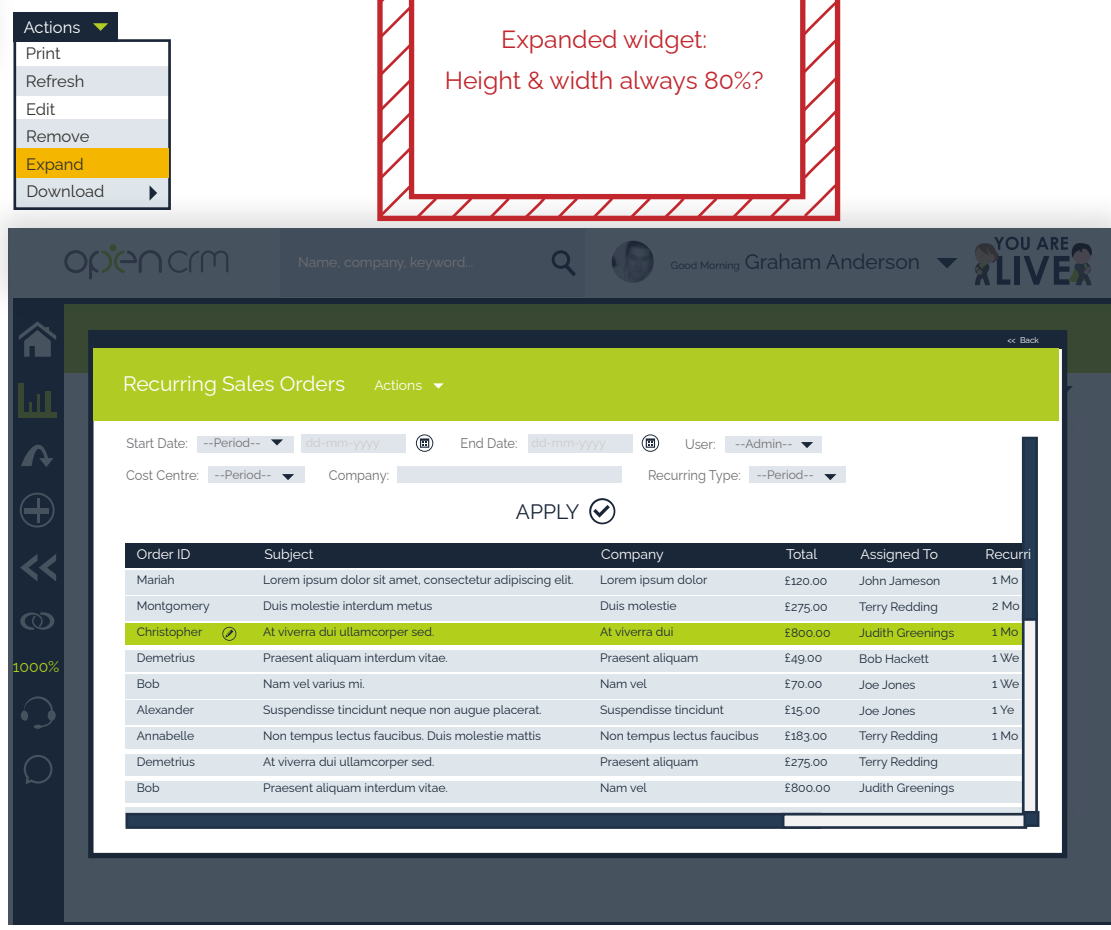 Actions
Print
Refresh
Edit
Remove
Expand
Download
Expanded widget:
Height & width always 80%?
opencrm
Name, company, keyword...
Good Morning Graham Anderson
YOU ARE
LIVE
<< Back
Recurring Sales Orders Actions
Start Date: --Period-- dd-mm-yyyy End Date: dd-mm-yyyy User: --Admin--
Cost Centre: --Period-- Company: Recurring Type: --Period--
APPLY
Order ID Subject Company Total Assigned To Recurri
Mariah Lorem ipsum dolor sit amet, consectetur adipiscing elit. Lorem ipsum dolor £120.00 John Jameson 1 Mo
Montgomery Duis molestie interdum metus Duis molestie £275.00 Terry Redding 2 Mo
Christopher At viverra dui ullamcorper sed. At viverra dui £800.00 Judith Greenings 1 Mo
Demetrius Praesent aliquam interdum vitae. Praesent aliquam £49.00 Bob Hackett 1 We
Bob Nam vel varius mi. Nam vel £70.00 Joe Jones 1 We
1000%
Alexander Suspendisse tincidunt neque non augue placerat. Suspendisse tincidunt £15.00 Joe Jones 1 Ye
Annabelle Non tempus lectus faucibus. Duis molestie mattis Non tempus lectus faucibus £183.00 Terry Redding 1 Mo
Demetrius At viverra dui ullamcorper sed. Praesent aliquam £275.00 Terry Redding
Bob Praesent aliquam interdum vitae. Nam vel £800.00 Judith Greenings